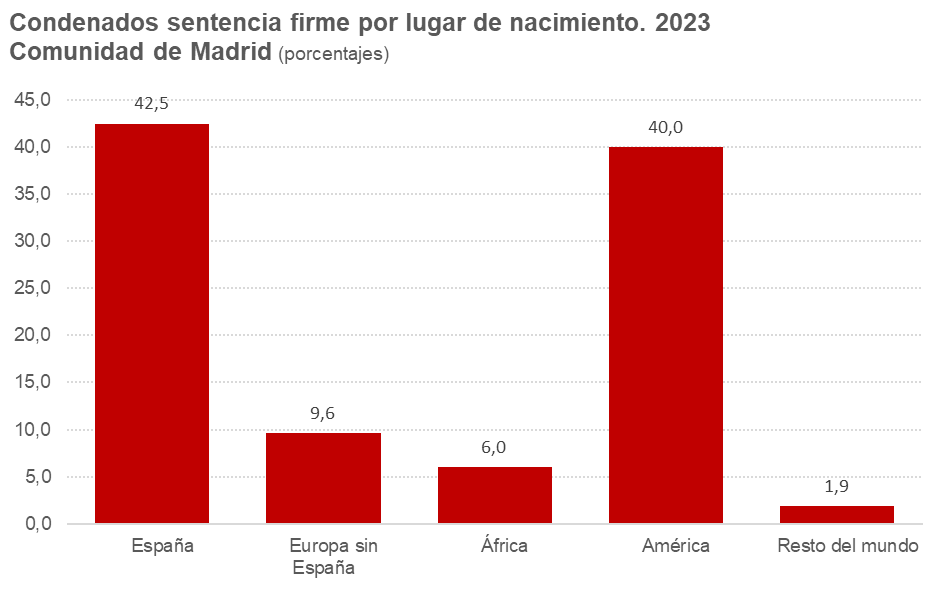 Condenados sentencia firme por lugar de nacimiento. 2023
Comunidad de Madrid (porcentajes)
45,0
40,0
35,0
30,0
25,0
20,0
15,0
10,0
5,0
0,0
42,5
9,6
6,0
40,0
1,9
España
Europa sin
España
África
América
Resto del mundo